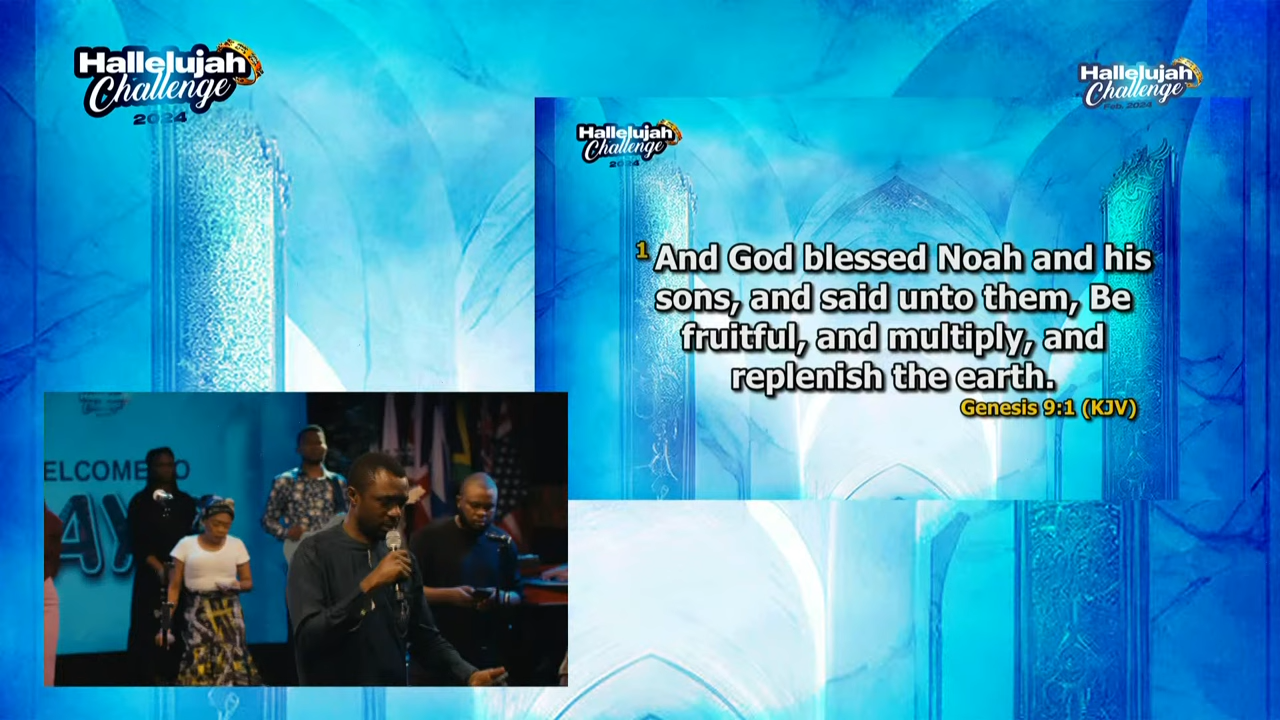 Hallelujah
Challenge
2024
Hallelujah
Challenge
Feb. 2024
Hallelujah
Challenge
2024
1 And God blessed Noah and his
sons, and said unto them, Be
fruitful, and multiply, and
replenish the earth.
Genesis 9:1 (KJV)
ELCOME TO
AY